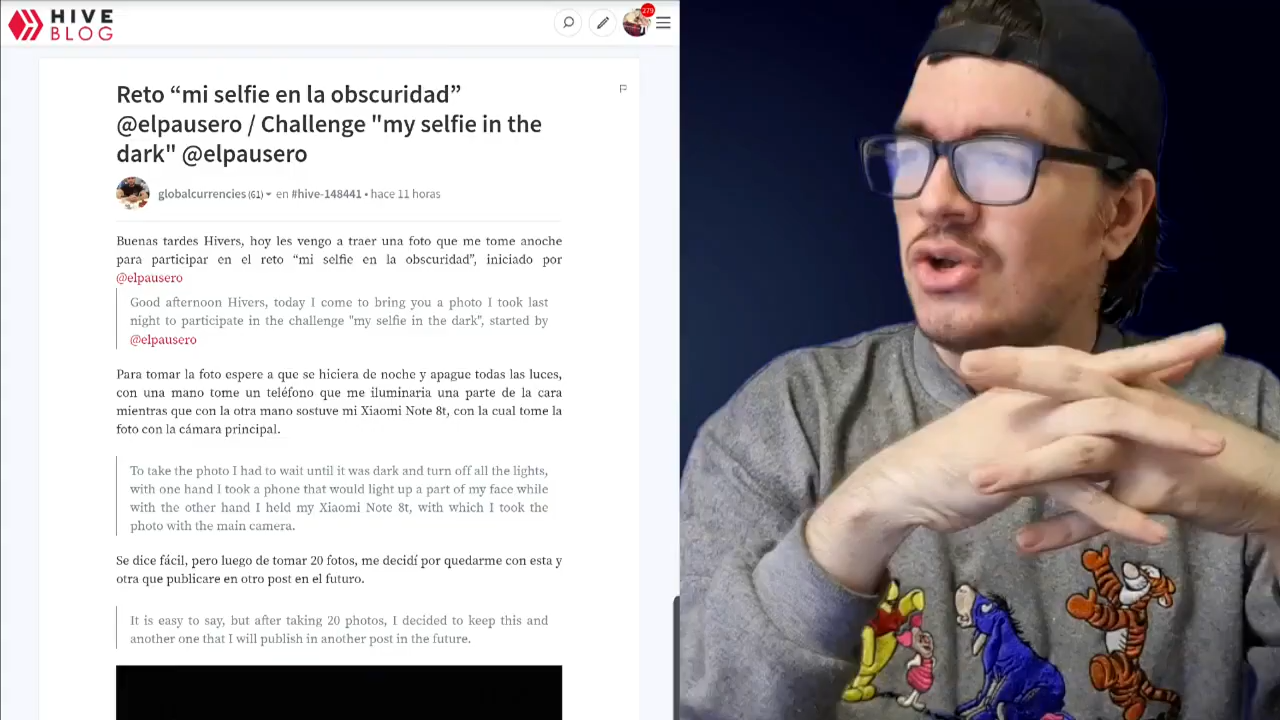 HIVE
BLOG
279
Reto “mi selfie en la obscuridad”
@elpausero / Challenge "my selfie in the
dark" @elpausero
globalcurrencies (61) en #hive-148441 • hace 11 horas
Buenas tardes Hivers, hoy les vengo a traer una foto que me tome anoche
para participar en el reto “mi selfie en la obscuridad”, iniciado por
@elpausero
Good afternoon Hivers, today I come to bring you a photo I took last
night to participate in the challenge "my selfie in the dark", started by
@elpausero
Para tomar la foto espere a que se hiciera de noche y apague todas las luces,
con una mano tome un teléfono que me iluminaria una parte de la cara
mientras que con la otra mano sostuve mi Xiaomi Note 8t, con la cual tome la
foto con la cámara principal.
To take the photo I had to wait until it was dark and turn off all the lights,
with one hand I took a phone that would light up a part of my face while
with the other hand I held my Xiaomi Note 8t, with which I took the
photo with the main camera.
Se dice fácil, pero luego de tomar 20 fotos, me decidí por quedarme con esta y
otra que publicare en otro post en el futuro.
It is easy to say, but after taking 20 photos, I decided to keep this and
another one that I will publish in another post in the future.